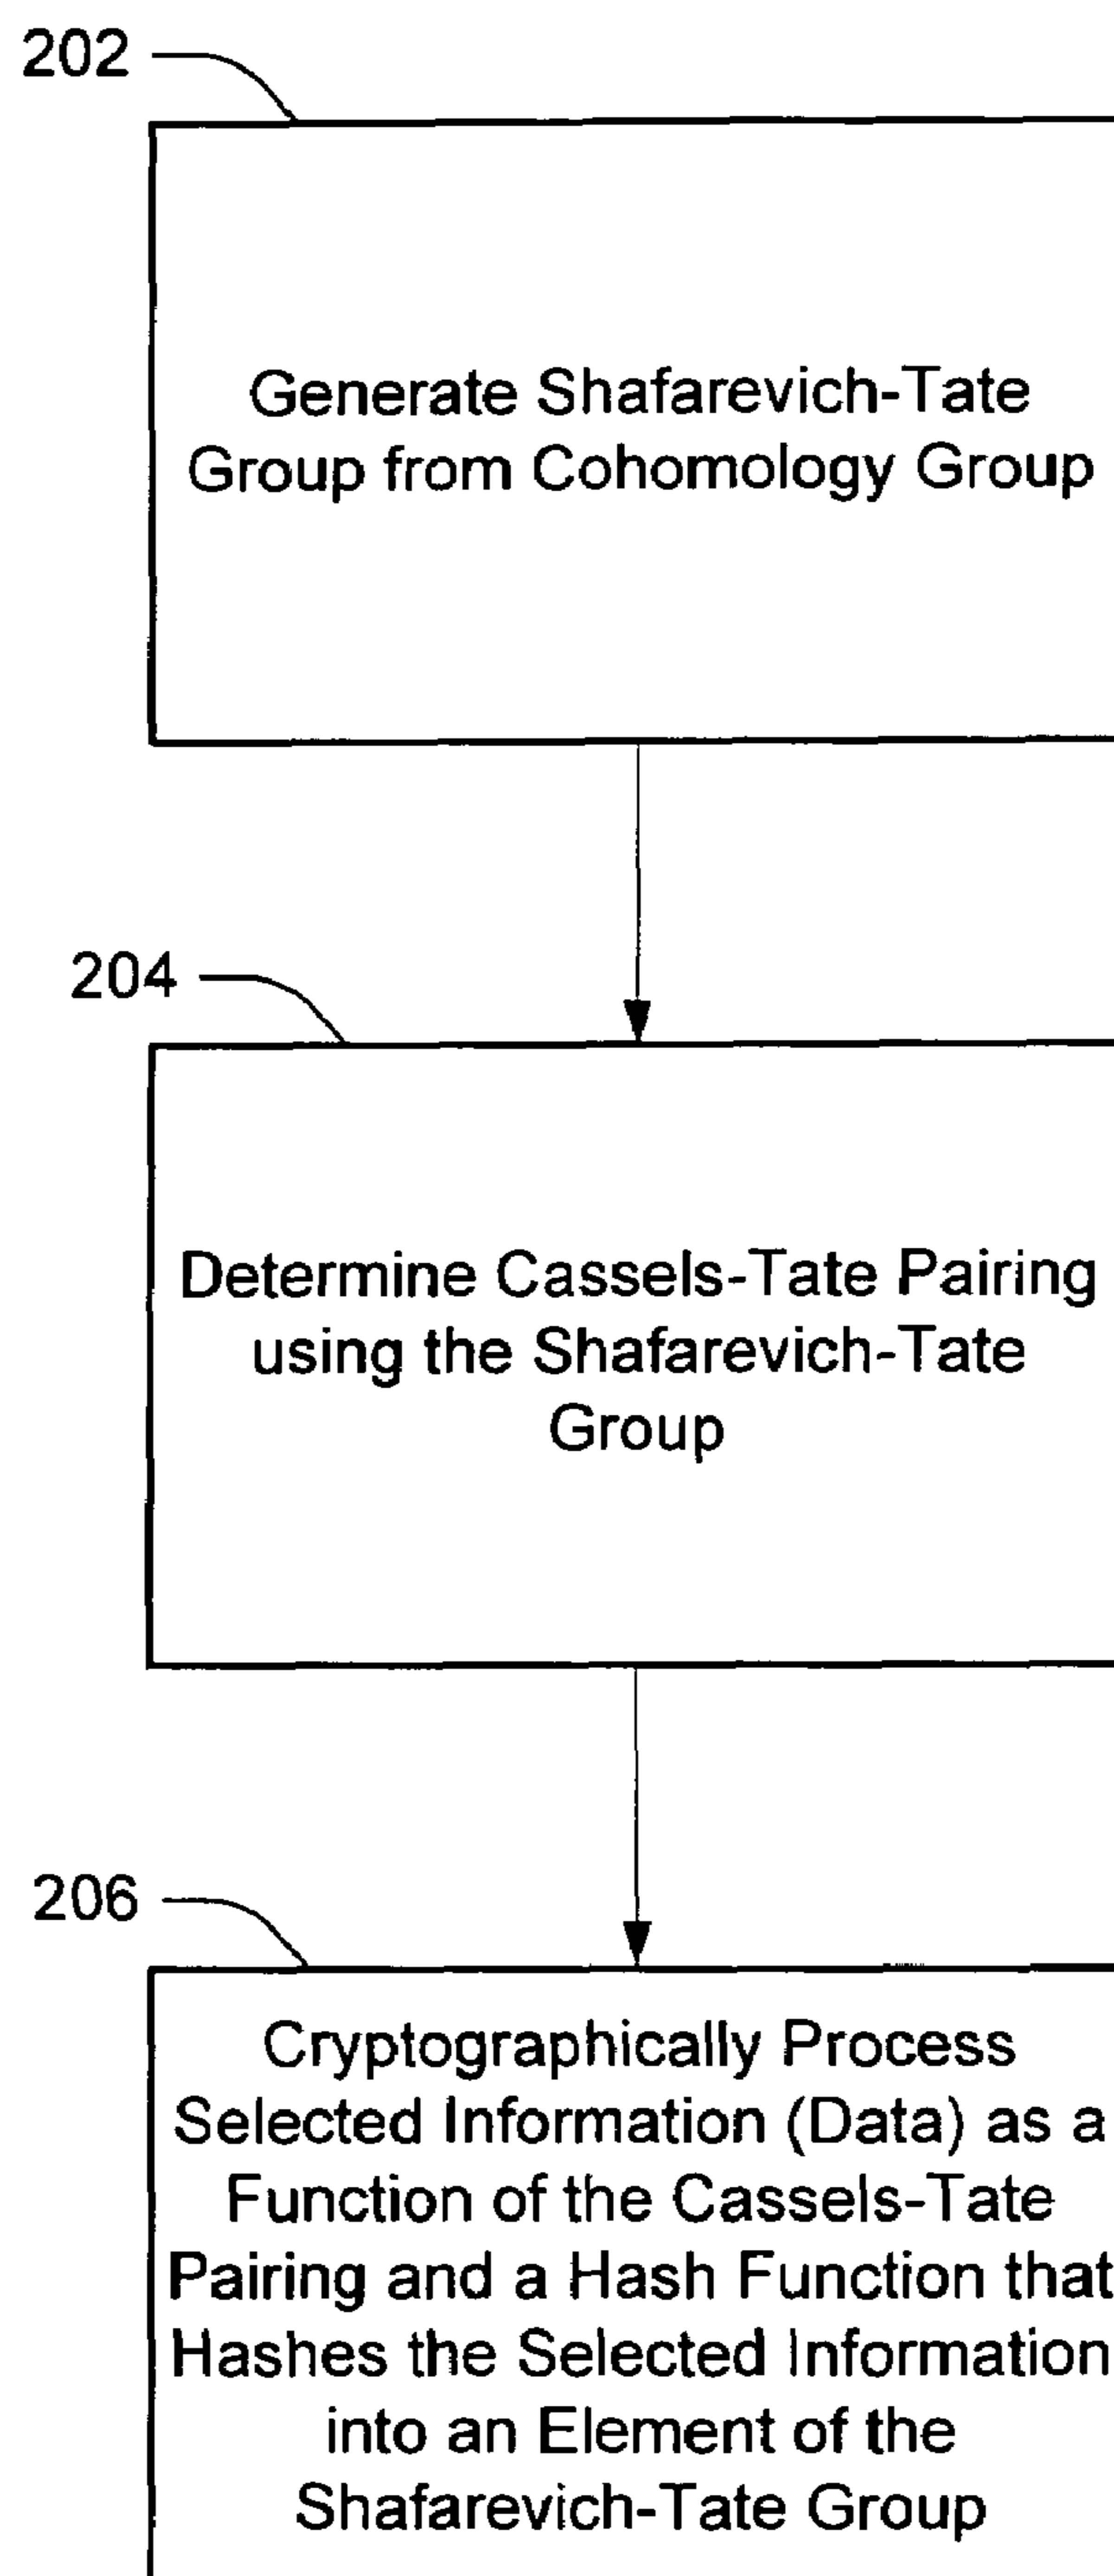 202
Generate Shafarevich-Tate
Group from Cohomology Group
204
Determine Cassels-Tate Pairing
using the Shafarevich-Tate
Group
206
Cryptographically Process
Selected Information (Data) as a
Function of the Cassels-Tate
Pairing and a Hash Function that
Hashes the Selected Information
into an Element of the
Shafarevich-Tate Group